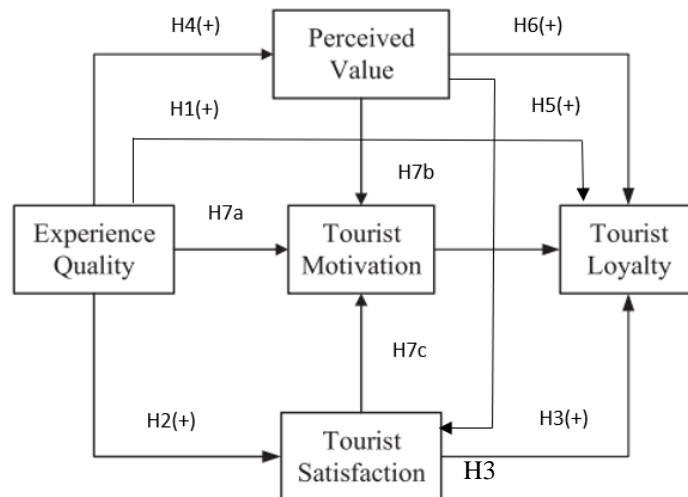 H4(+)
Perceived
Value
H6(+)
H1(+)
H5(+)
H7b
H7a
Experience
Quality
Tourist
Motivation
Tourist
Loyalty
H7c
H2(+)
H3(+)
Tourist
Satisfaction
H3